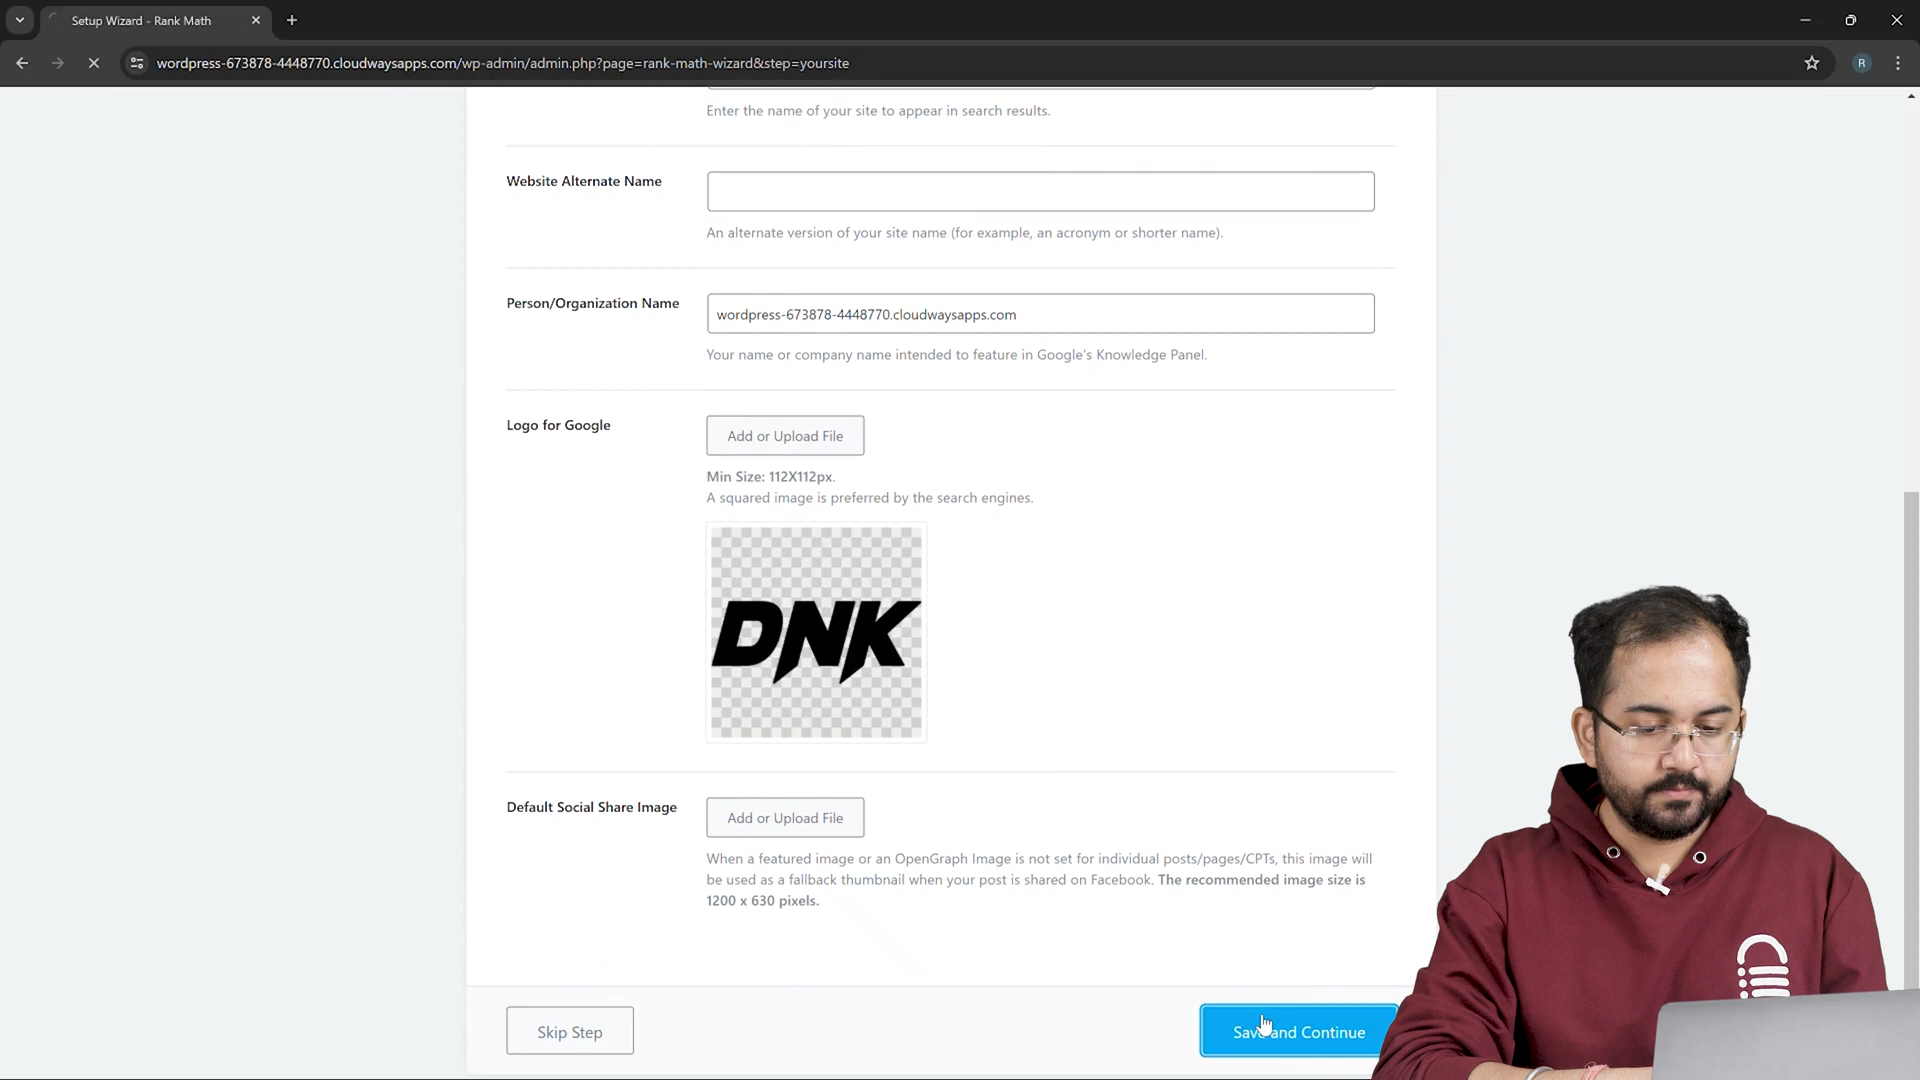 Setup Wizard - Rank Math
wordpress-673878-4448770.cloudwaysapps.com/wp-admin/admin.php?page=rank-math-wizard&step=yoursite
R
Enter the name of your site to appear in search results.
Website Alternate Name
An alternate version of your site name (for example, an acronym or shorter name).
Person/Organization Name
wordpress-673878-4448770.cloudwaysapps.com
Your name or company name intended to feature in Google's Knowledge Panel.
Logo for Google
Add or Upload File
Min Size: 112X112px.
A squared image is preferred by the search engines.
DNK
Default Social Share Image
Add or Upload File
When a featured image or an OpenGraph Image is not set for individual posts/pages/CPTs, this image will
be used as a fallback thumbnail when your post is shared on Facebook. The recommended image size is
1200 x 630 pixels.
Skip Step
Save and Continue